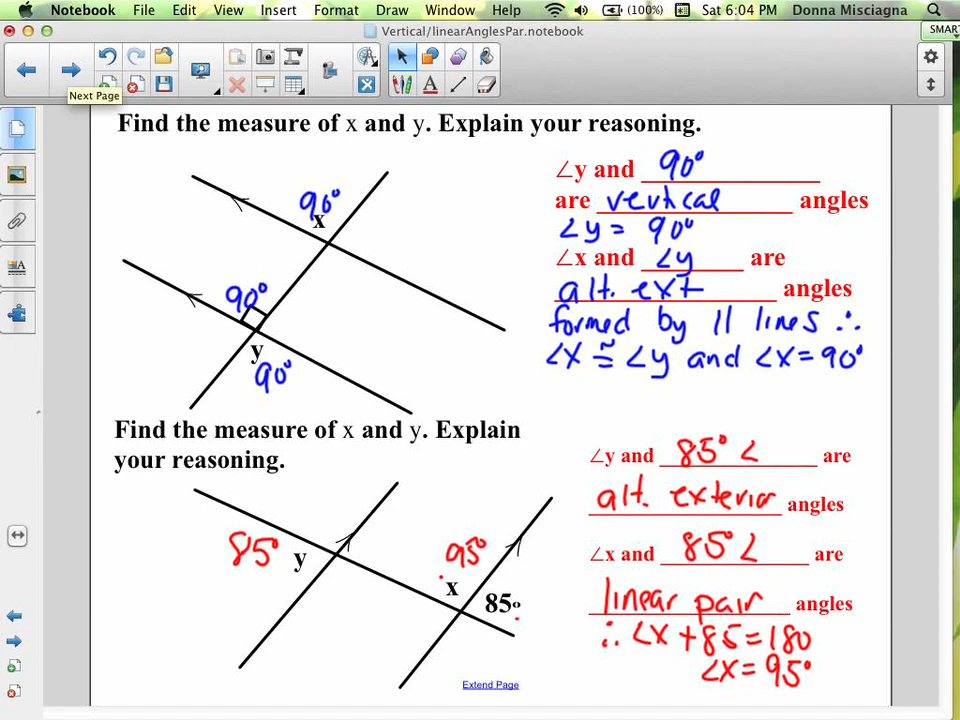 Notebook File Edit View Insert Format Draw Window Help (100%) Sat 6:04 PM Donna Misciagna
Vertical/linearAnglesPar.notebook
SMART
Next Page
Find the measure of x and y. Explain your reasoning.
90°
x
90°
y
90°
∠y and 90°
are vertical angles
∠y = 90°
∠x and ∠y are
alt. ext angles
formed by || lines ∴
∠x ≅ ∠y and ∠x = 90°
Find the measure of x and y. Explain
your reasoning.
85° y
95°
x
85°
∠y and 85° ∠ are
alt. exterior angles
∠x and 85° ∠ are
linear pair angles
∴ ∠x + 85 = 180
∠x = 95°
Extend Page